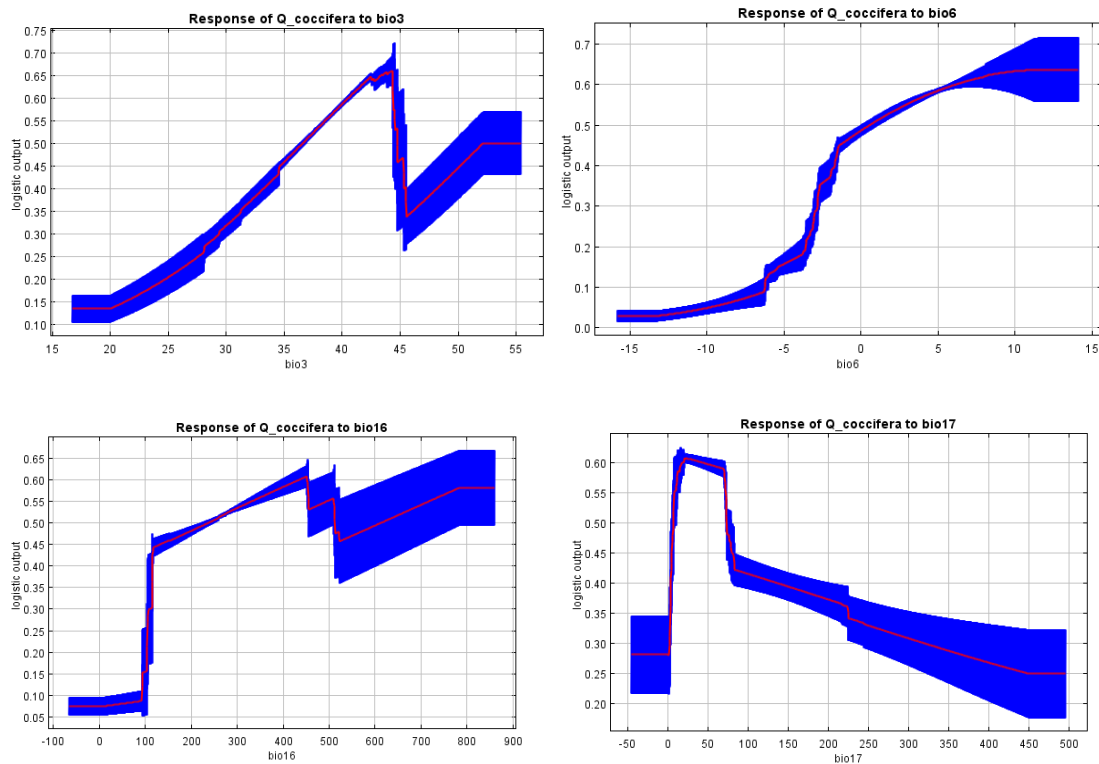 Response of Q_coccifera to bio3
logistic output
0.75
0.70
0.65
0.60
0.55
0.50
0.45
0.40
0.35
0.30
0.25
0.20
0.15
0.10
15 20 25 30 35 40 45 50 55
bio3
Response of Q_coccifera to bio6
logistic output
0.7
0.6
0.5
0.4
0.3
0.2
0.1
0.0
-15 -10 -5 0 5 10 15
bio6
Response of Q_coccifera to bio16
logistic output
0.65
0.60
0.55
0.50
0.45
0.40
0.35
0.30
0.25
0.20
0.15
0.10
0.05
-100 0 100 200 300 400 500 600 700 800 900
bio16
Response of Q_coccifera to bio17
logistic output
0.60
0.55
0.50
0.45
0.40
0.35
0.30
0.25
0.20
-50 0 50 100 150 200 250 300 350 400 450 500
bio17